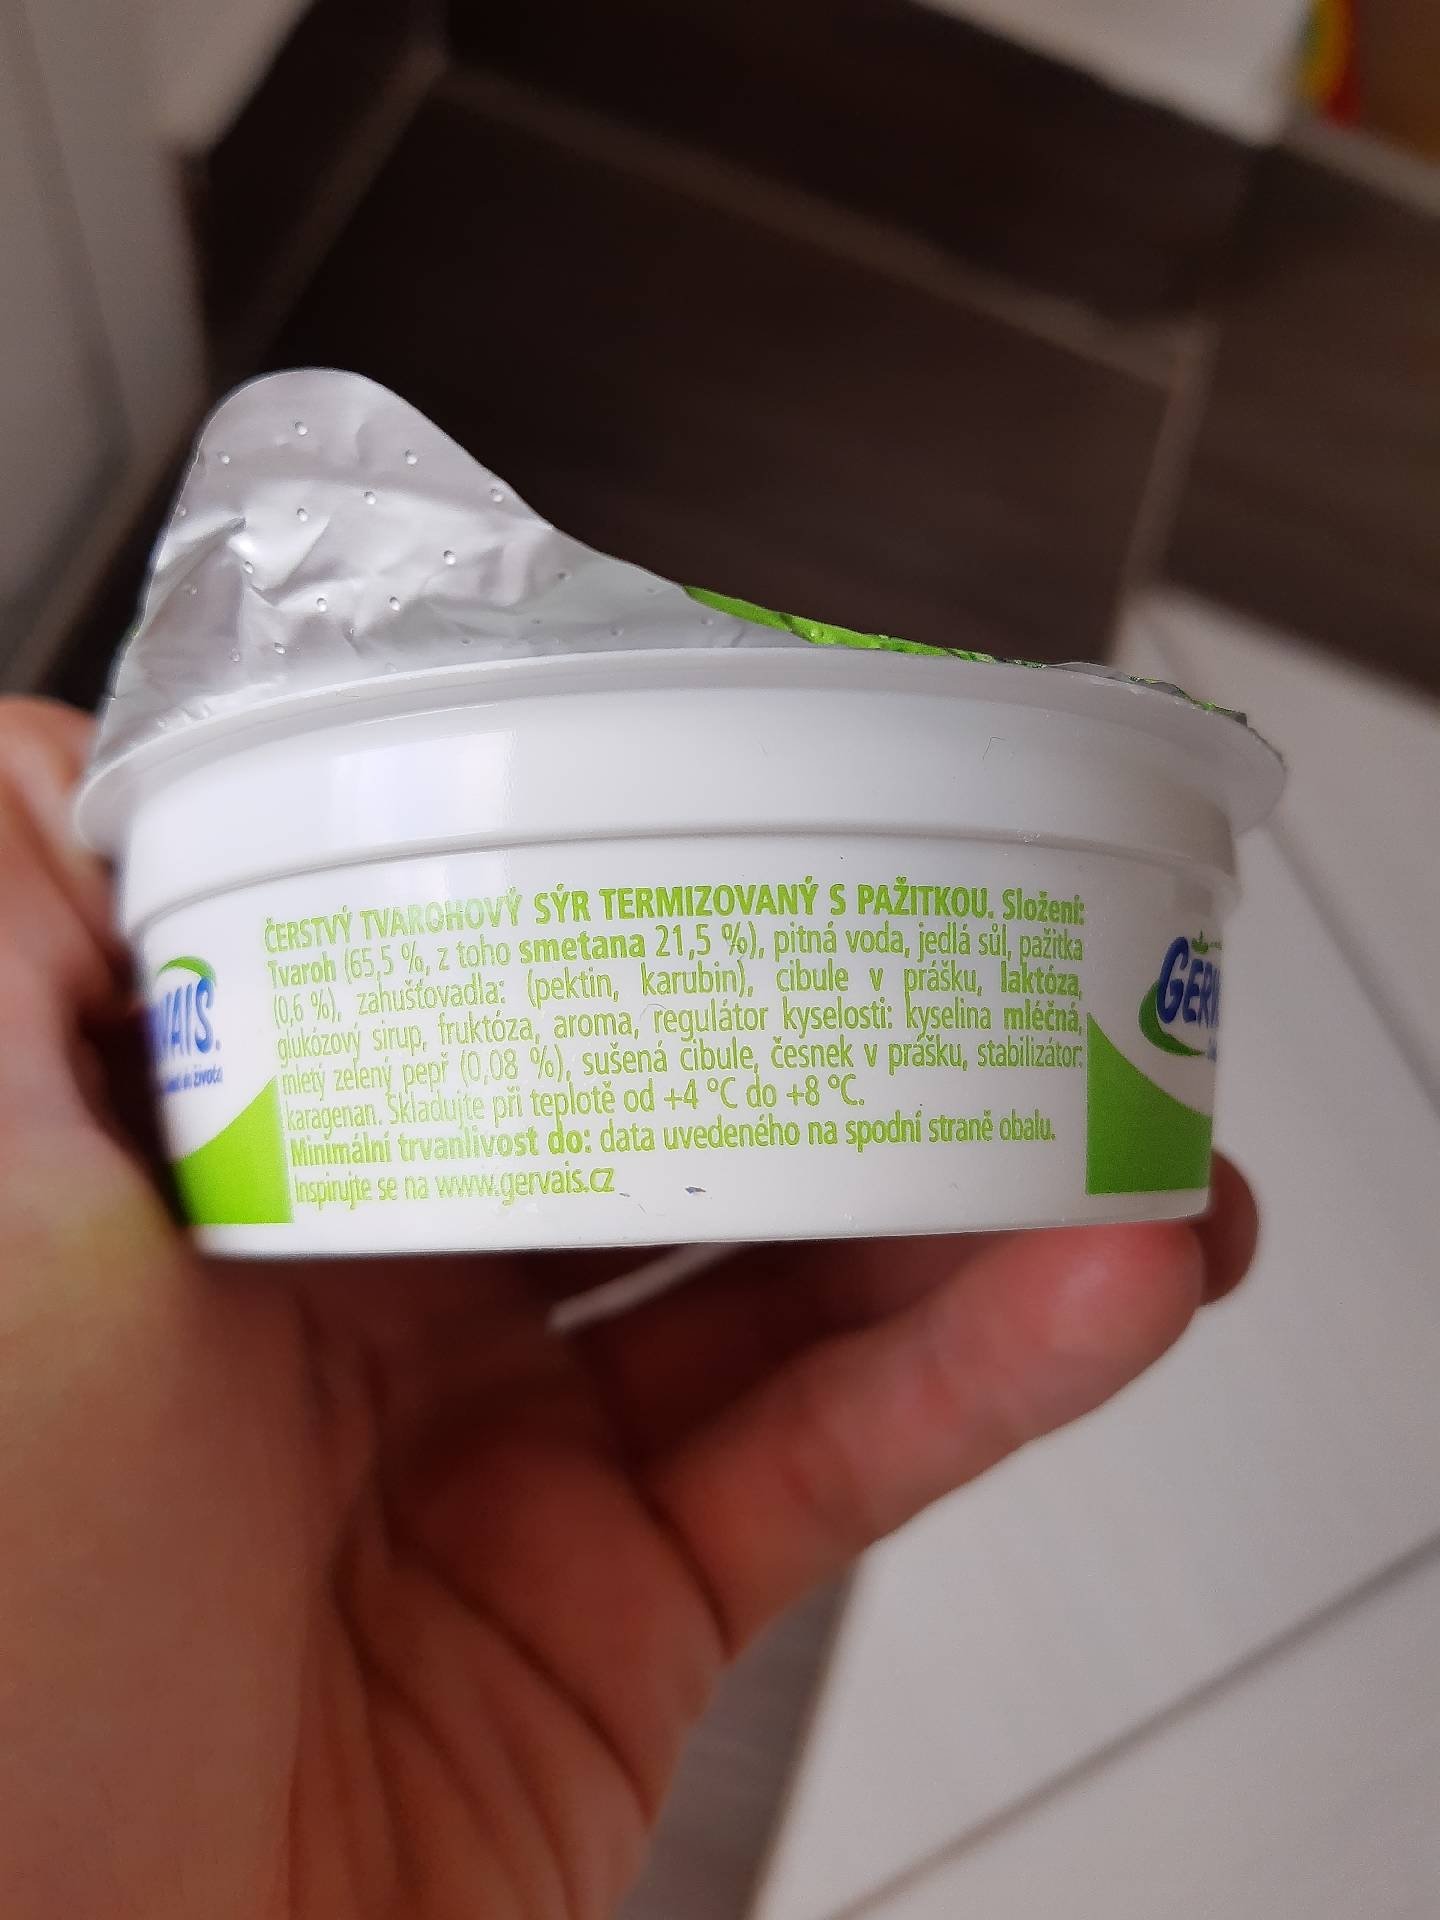 ČERSTVÝ TVAROHOVÝ SÝR TERMIZOVANÝ S PAŽITKOU. Složení:
Tvaroh (65,5 %, z toho smetana 21,5 %), pitná voda, jedlá sůl, pažitka
(0,6 %), zahušťovadla: (pektin, karubin), cibule v prášku, laktóza,
glukózový sirup, fruktóza, aroma, regulátor kyselosti: kyselina mléčná,
mletý zelený pepř (0,08 %), sušená cibule, česnek v prášku, stabilizátor:
karagenan. Skladujte při teplotě od +4 °C do +8 °C.
Minimální trvanlivost do: data uvedeného na spodní straně obalu.
Inspirujte se na www.gervais.cz
VAIS.
života
GERV